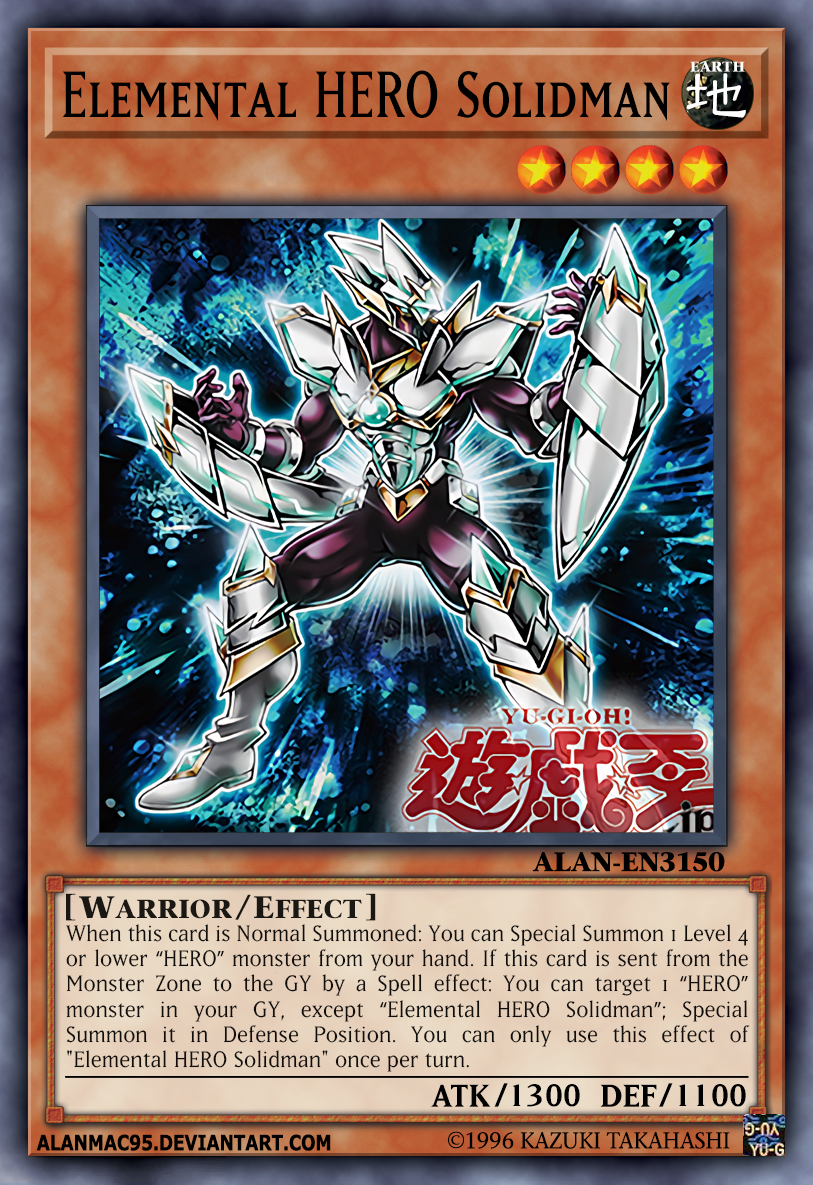 ELEMENTAL HERO SOLIDMAN
EARTH
地
YU-GI-OH!
遊戯王
.jp
ALAN-EN3150
[WARRIOR/EFFECT]
When this card is Normal Summoned: You can Special Summon 1 Level 4
or lower “HERO” monster from your hand. If this card is sent from the
Monster Zone to the GY by a Spell effect: You can target 1 “HERO”
monster in your GY, except “Elemental HERO Solidman”; Special
Summon it in Defense Position. You can only use this effect of
"Elemental HERO Solidman" once per turn.
ATK/1300 DEF/1100
ALANMAC95.DEVIANTART.COM
©1996 KAZUKI TAKAHASHI
YU-G
YU-G